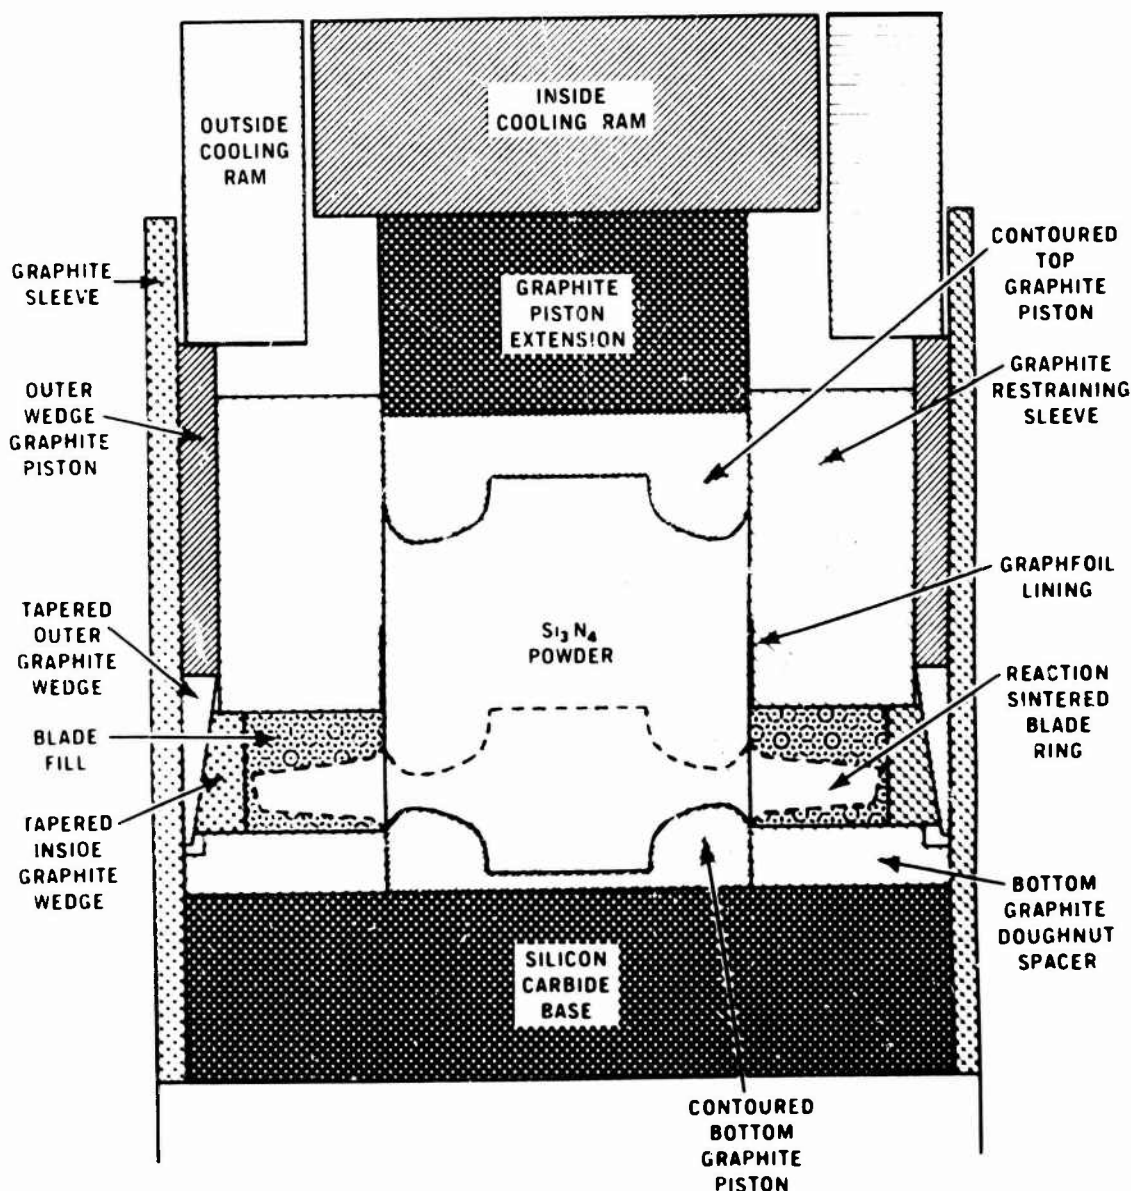 INSIDE
COOLING RAM
OUTSIDE
COOLING
RAM
GRAPHITE
SLEEVE
GRAPHITE
PISTON
EXTENSION
CONTOURED
TOP
GRAPHITE
PISTON
OUTER
WEDGE
GRAPHITE
PISTON
GRAPHITE
RESTRAINING
SLEEVE
GRAPHFOIL
LINING
TAPERED
OUTER
GRAPHITE
WEDGE
Si₃N₄
POWDER
REACTION
SINTERED
BLADE
RING
BLADE
FILL
TAPERED
INSIDE
GRAPHITE
WEDGE
BOTTOM
GRAPHITE
DOUGHNUT
SPACER
SILICON
CARBIDE
BASE
CONTOURED
BOTTOM
GRAPHITE
PISTON